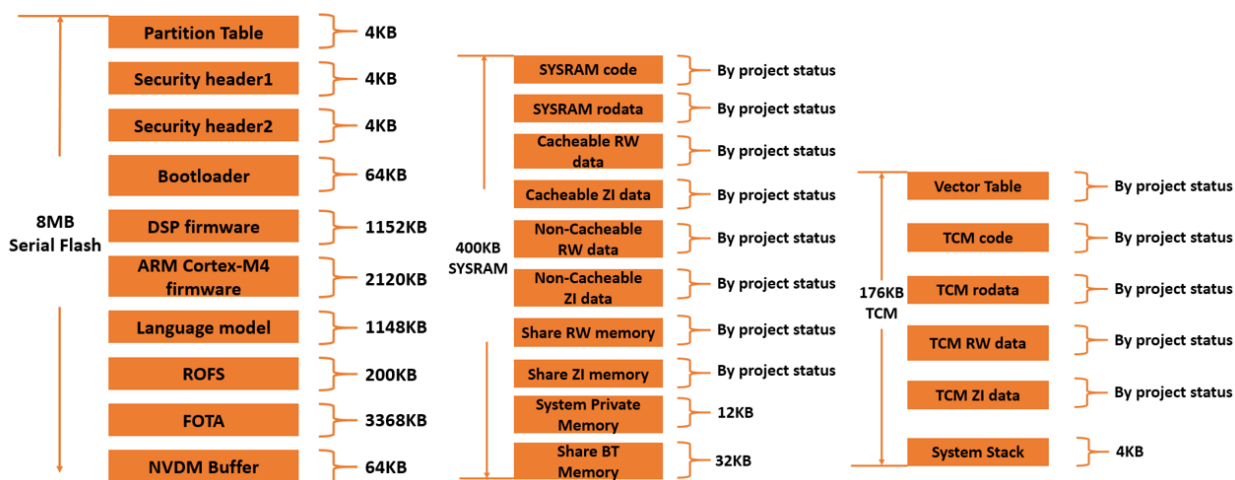 8MB
Serial Flash
Partition Table
4KB
Security header1
4KB
Security header2
4KB
Bootloader
64KB
DSP firmware
1152KB
ARM Cortex-M4
firmware
2120KB
Language model
1148KB
ROFS
200KB
FOTA
3368KB
NVDM Buffer
64KB
400KB
SYSRAM
SYSRAM code
By project status
SYSRAM rodata
By project status
Cacheable RW
data
By project status
Cacheable ZI data
By project status
Non-Cacheable
RW data
By project status
Non-Cacheable
ZI data
By project status
Share RW memory
By project status
Share ZI memory
By project status
System Private
Memory
12KB
Share BT
Memory
32KB
176KB
TCM
Vector Table
By project status
TCM code
By project status
TCM rodata
By project status
TCM RW data
By project status
TCM ZI data
By project status
System Stack
4KB